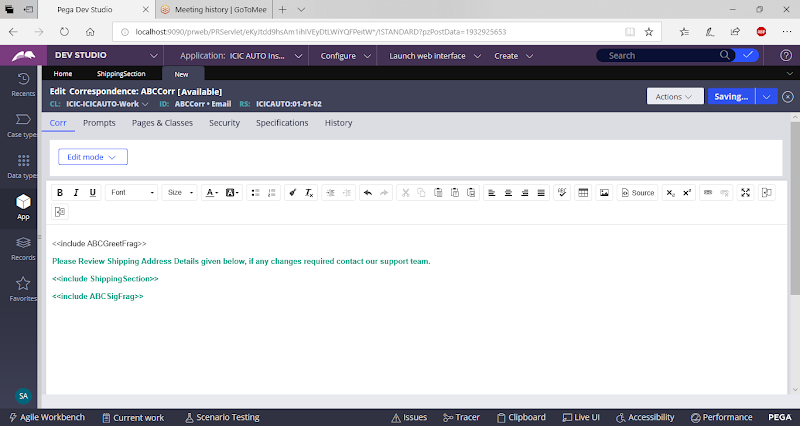 Pega Dev Studio
Meeting history | GoToMee
localhost:9090/prweb/PRServlet/eKyJtdd9hsAm1ihIVEyDtLWiYQFPeitW*/!STANDARD?pzPostData=1932925653
DEV STUDIO
Application: ICIC AUTO Ins...
Configure
Launch web interface
Create
Search
Home
ShippingSection
New
Edit Correspondence: ABCCorr [Available]
CL: ICIC-ICICAUTO-Work
ID: ABCCorr • Email
RS: ICICAUTO:01-01-02
Actions
Saving...
Recents
Case types
Data types
App
Records
Favorites
SA
Corr
Prompts
Pages & Classes
Security
Specifications
History
Edit mode
B I U
Font
Size
A
A
Source
<<include ABCGreetFrag>>
Please Review Shipping Address Details given below, if any changes required contact our support team.
<<include ShippingSection>>
<<include ABCSigFrag>>
Agile Workbench
Current work
Scenario Testing
Issues
Tracer
Clipboard
Live UI
Accessibility
Performance
PEGA